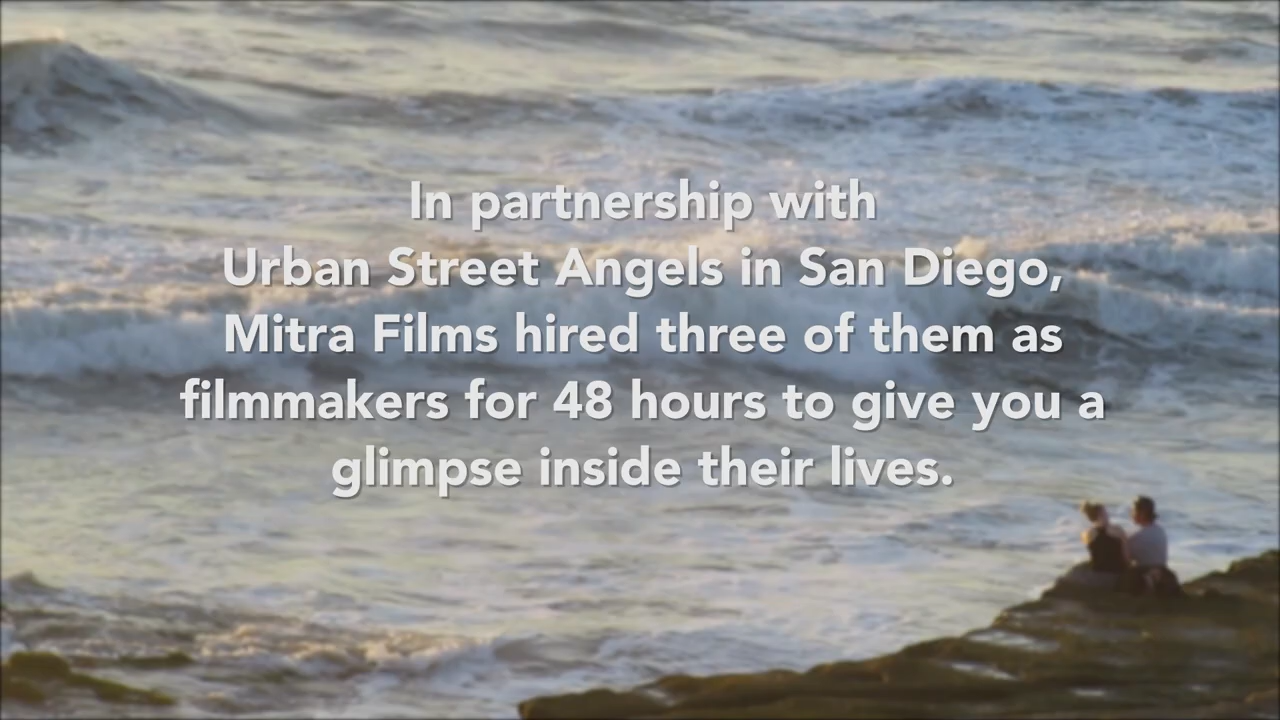 In partnership with
Urban Street Angels in San Diego,
Mitra Films hired three of them as
filmmakers for 48 hours to give you a
glimpse inside their lives.